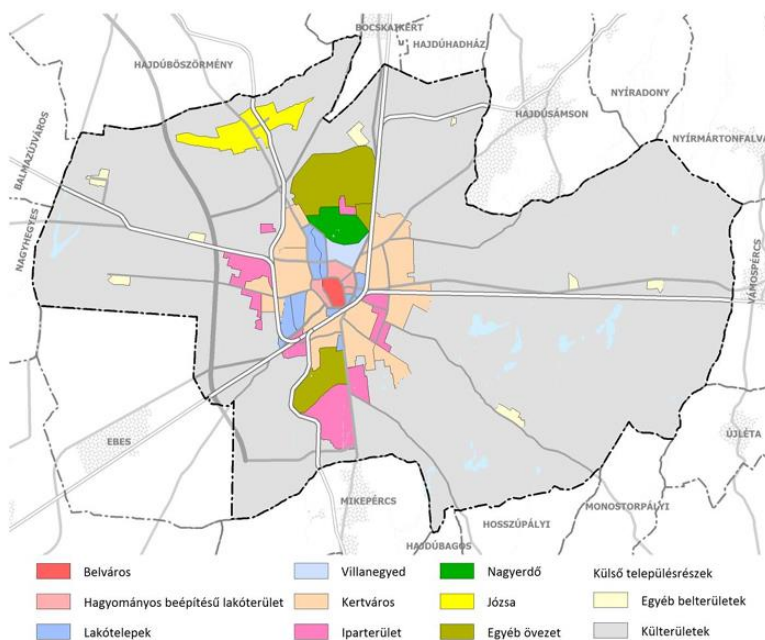 BOCSKAIKERT
HAJDÚHADHÁZ
HAJDÚBÖSZÖRMÉNY
NYÍRADONY
HAJDÚSÁMSON
NYÍRMÁRTONFALVA
BALMAZÚJVÁROS
NAGYHEGYES
VÁMOSPÉRCS
EBES
ÚJLÉTA
MIKEPÉRCS
MONOSTORPÁLYI
HOSSZÚPÁLYI
HAJDÚBAGOS
Belváros
Villanegyed
Nagyerdő
Külső településrészek
Hagyományos beépítésű lakóterület
Kertváros
Józsa
Egyéb belterületek
Lakótelepek
Iparterület
Egyéb övezet
Külterületek